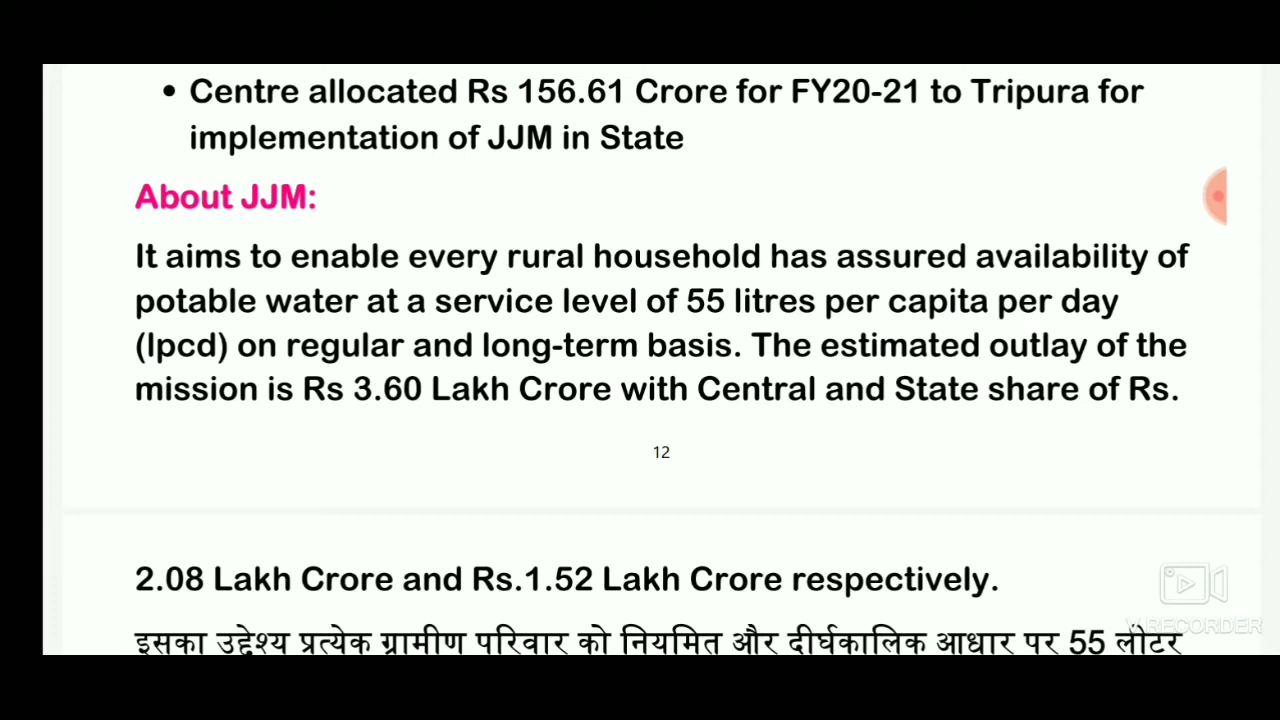 • Centre allocated Rs 156.61 Crore for FY20-21 to Tripura for
implementation of JJM in State
About JJM:
It aims to enable every rural household has assured availability of
potable water at a service level of 55 litres per capita per day
(lpcd) on regular and long-term basis. The estimated outlay of the
mission is Rs 3.60 Lakh Crore with Central and State share of Rs.
12
2.08 Lakh Crore and Rs.1.52 Lakh Crore respectively.
इसका उद्देश्य प्रत्येक ग्रामीण परिवार को नियमित और दीर्घकालिक आधार पर 55 लीटर
V RECORDER